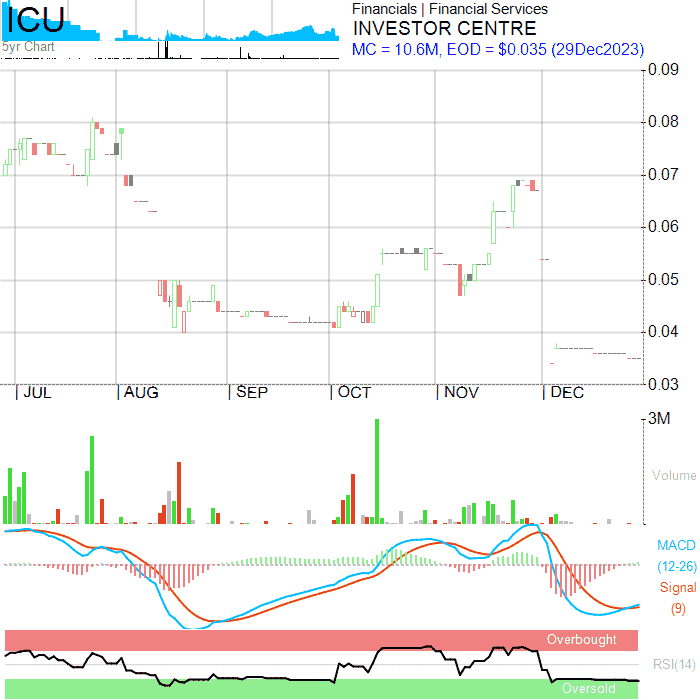 ICU
5yr Chart
Financials | Financial Services
INVESTOR CENTRE
MC = 10.6M, EOD = $0.035 (29Dec2023)
0.09
0.08
0.07
0.06
0.05
0.04
0.03
| JUL | AUG | SEP | OCT | NOV | DEC
3M
Volume
MACD
(12-26)
Signal
(9)
Overbought
RSI(14)
Oversold